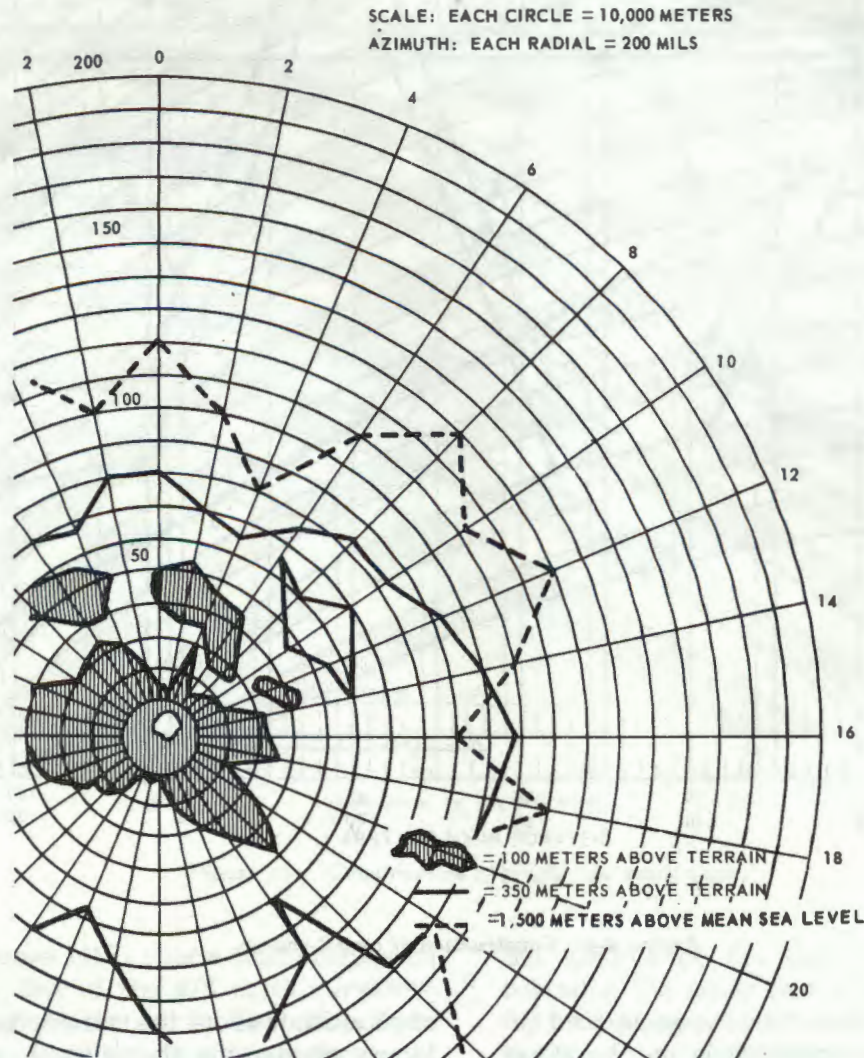 SCALE: EACH CIRCLE = 10,000 METERS
AZIMUTH: EACH RADIAL = 200 MILS
2 200 0 2
4
6
8
150
10
100
12
50
14
16
= 100 METERS ABOVE TERRAIN
18
= 350 METERS ABOVE TERRAIN
=1,500 METERS ABOVE MEAN SEA LEVEL
20